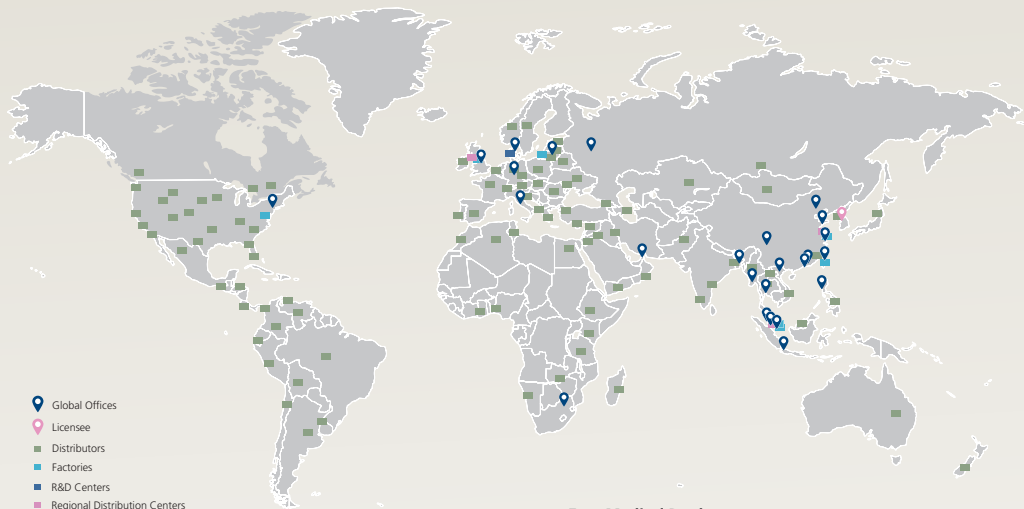 Global Offices
Licensee
Distributors
Factories
R&D Centers
Regional Distribution Centers